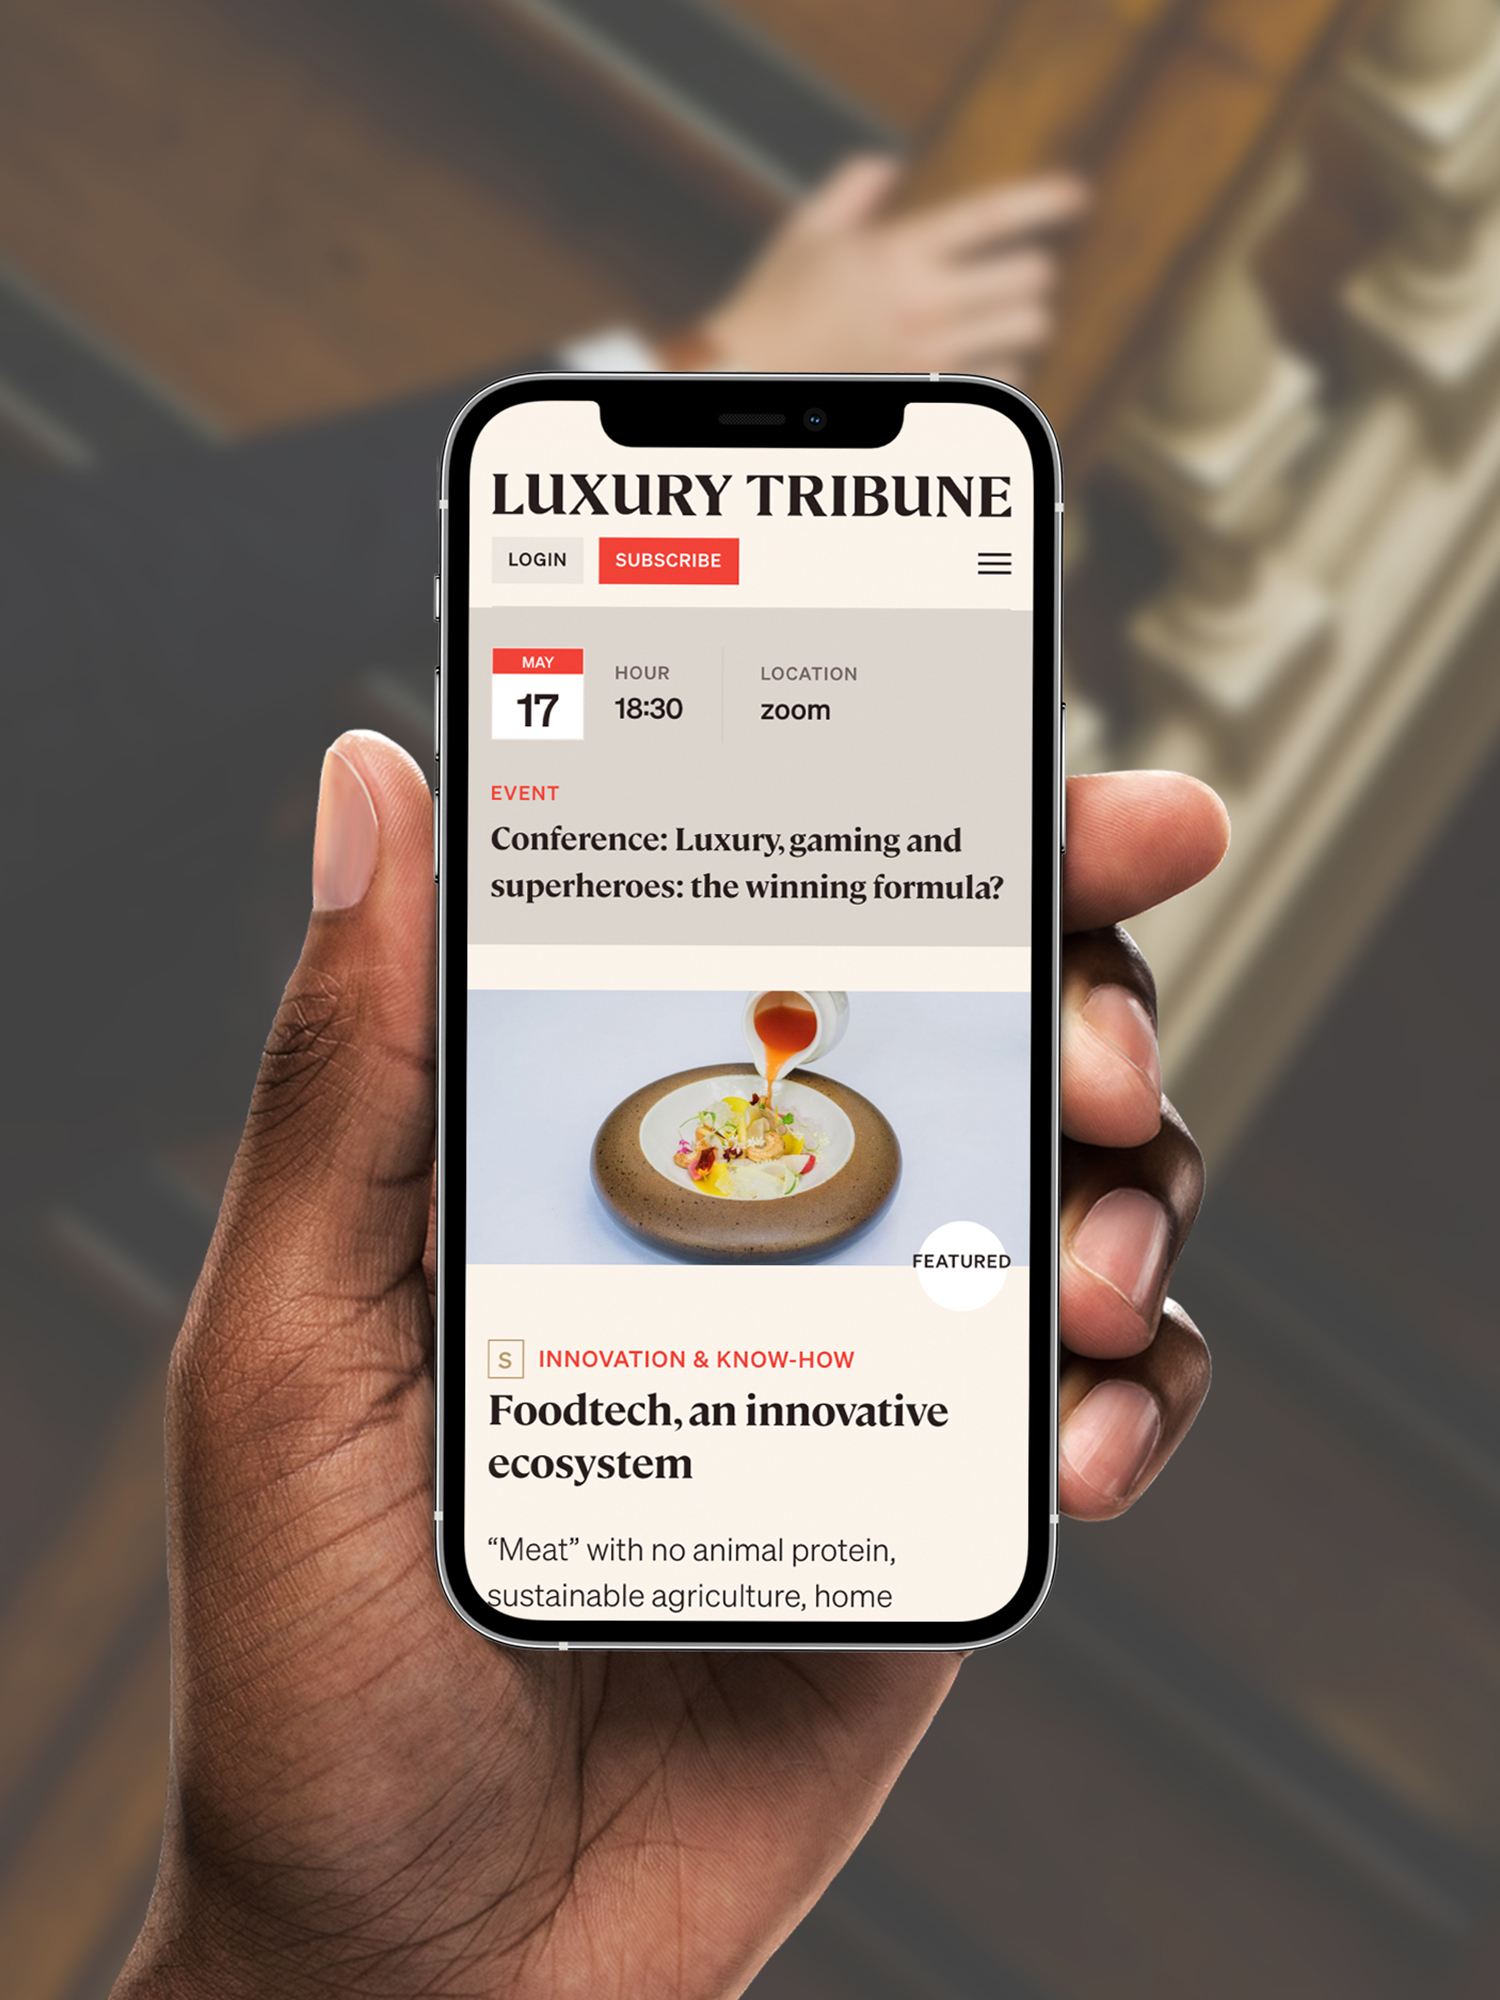 LUXURY TRIBUNE
LOGIN
SUBSCRIBE
MAY
17
HOUR
18:30
LOCATION
zoom
EVENT
Conference: Luxury, gaming and
superheroes: the winning formula?
FEATURED
S
INNOVATION & KNOW-HOW
Foodtech, an innovative
ecosystem
“Meat” with no animal protein,
sustainable agriculture, home